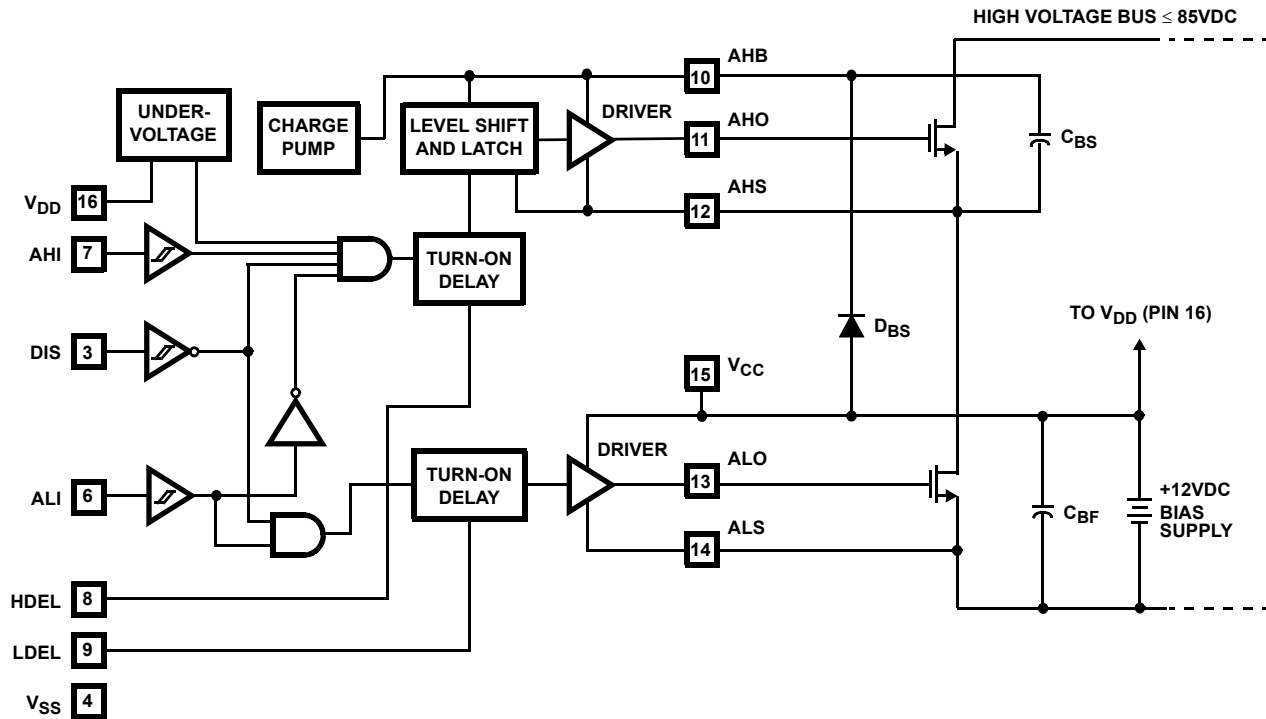 HIGH VOLTAGE BUS ≤ 85VDC
AHB
10
UNDER-
VOLTAGE
CHARGE
PUMP
LEVEL SHIFT
AND LATCH
DRIVER
AHO
11
CBS
VDD 16
AHS
12
AHI 7
TURN-ON
DELAY
DIS 3
DBS
TO VDD (PIN 16)
VCC
15
ALI 6
TURN-ON
DELAY
DRIVER
ALO
13
CBF
+12VDC
BIAS
SUPPLY
ALS
14
HDEL 8
LDEL 9
VSS 4